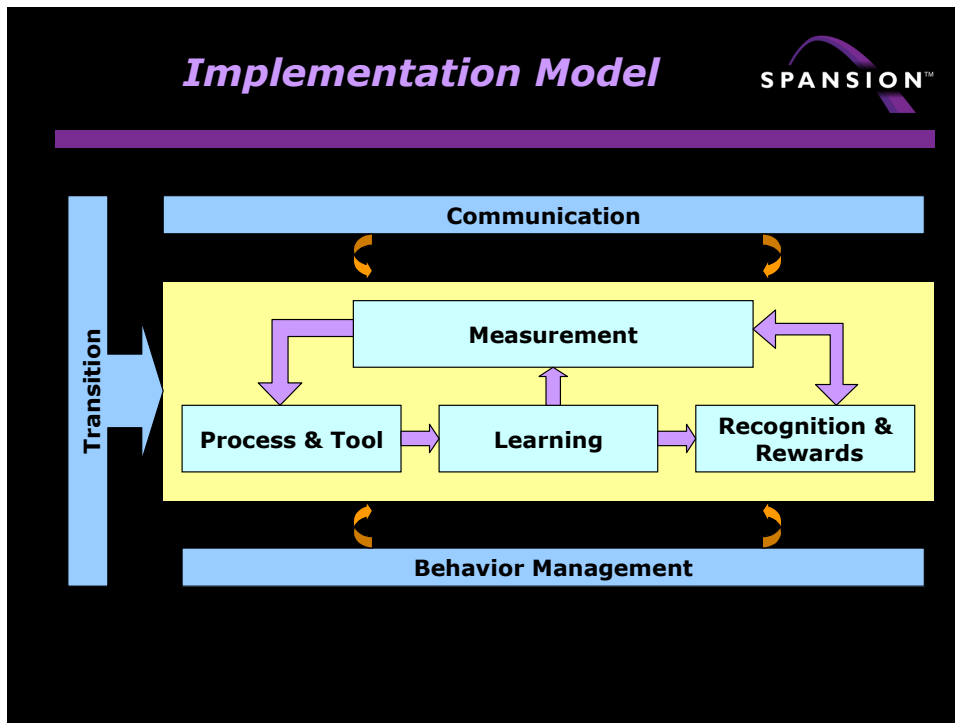 Implementation Model
SPANSION™
Communication
Transition
Measurement
Process & Tool
Learning
Recognition &
Rewards
Behavior Management